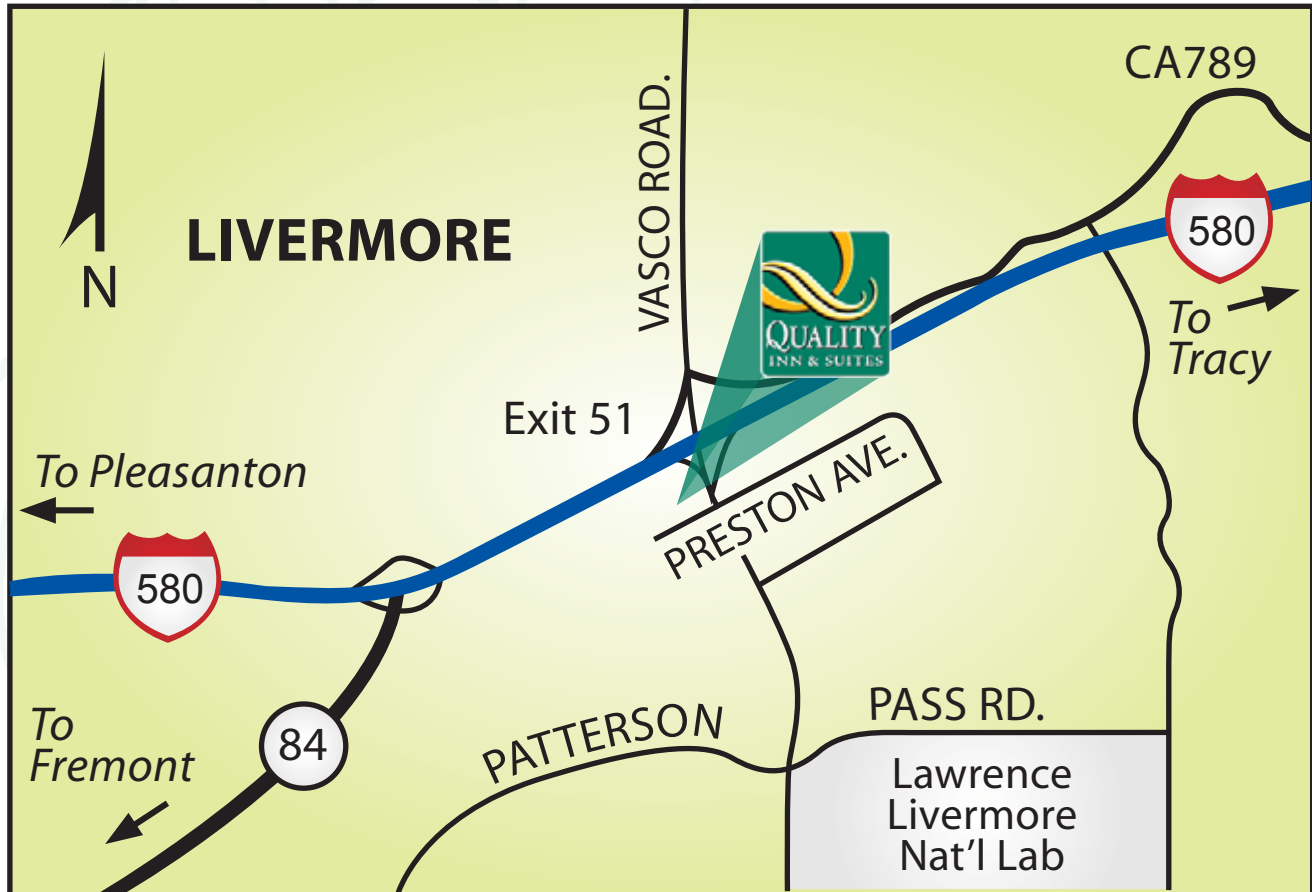 CA789
VASCO ROAD.
LIVERMORE
N
580
To
Tracy
QUALITY
INN & SUITES
Exit 51
To Pleasanton
580
PRESTON AVE.
To
Fremont
84
PATTERSON
PASS RD.
Lawrence
Livermore
Nat'l Lab